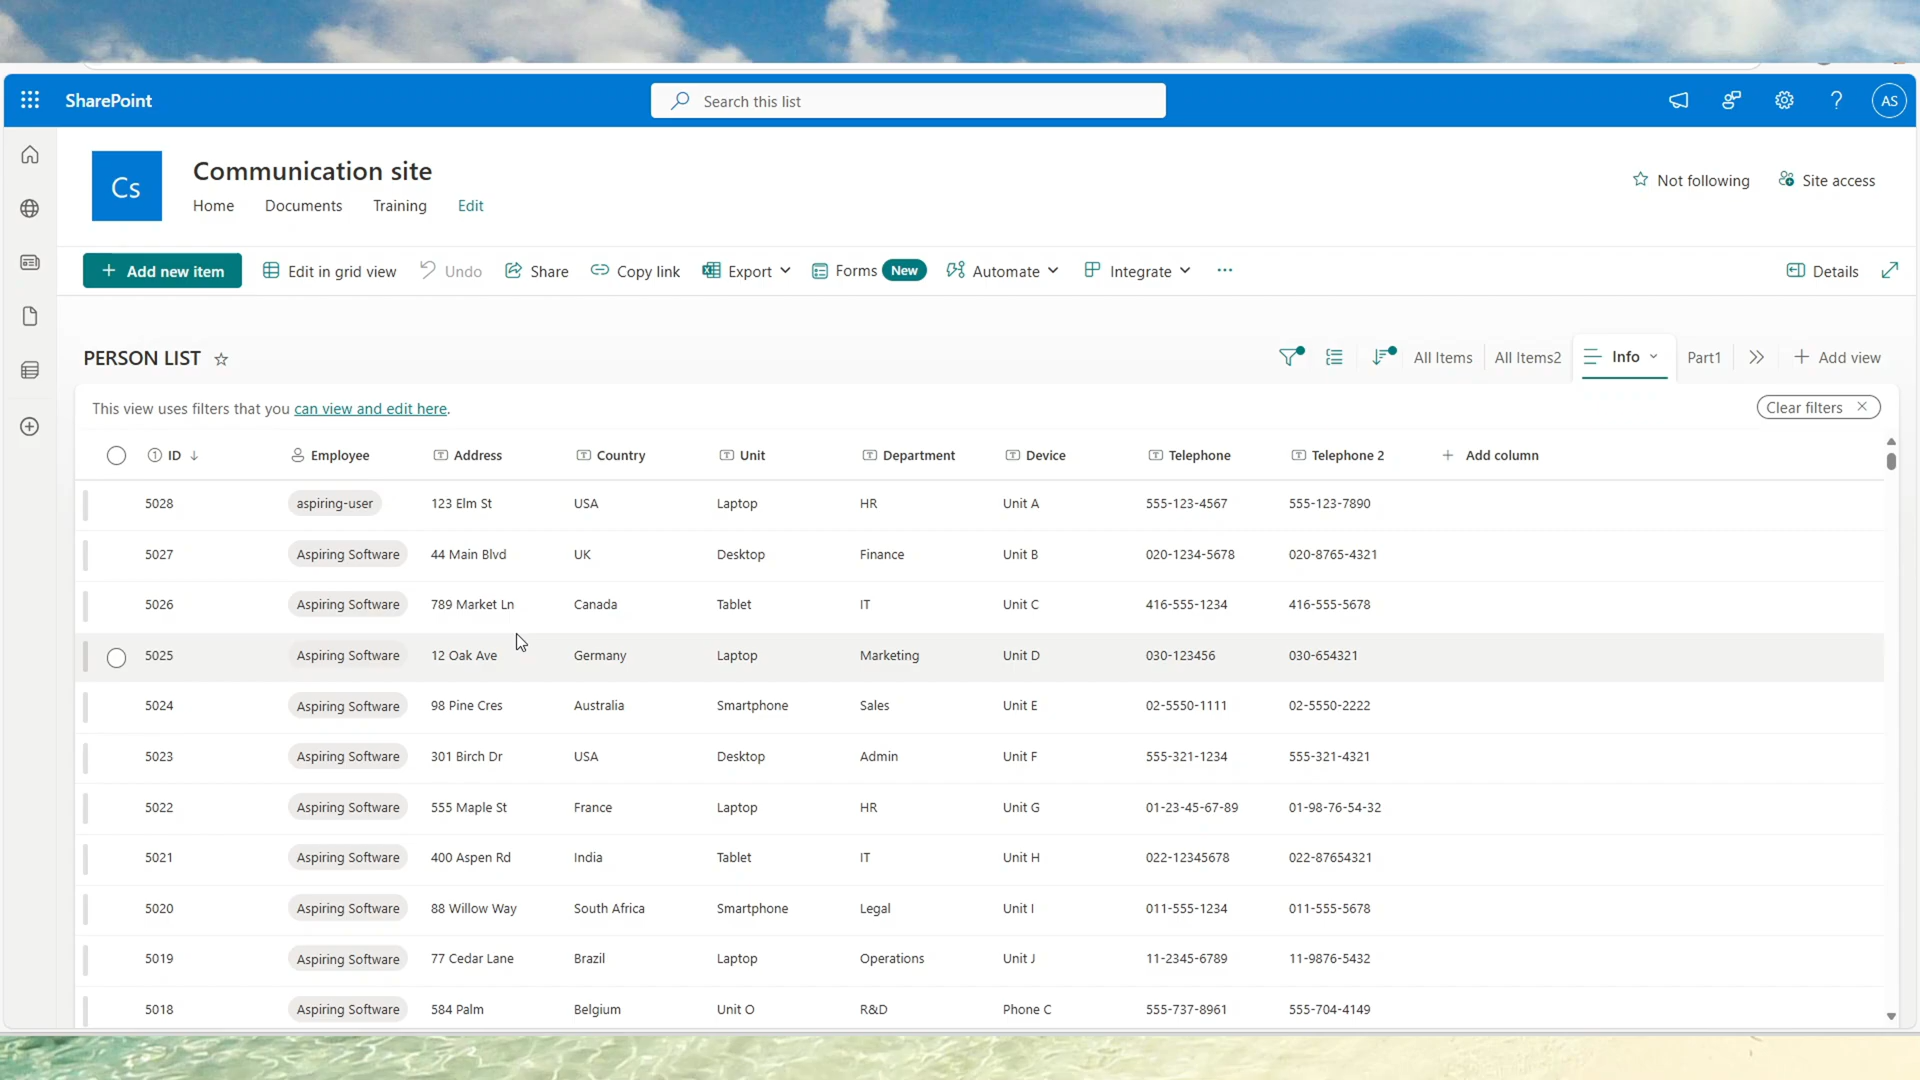 SharePoint
Search this list
AS
Cs
Communication site
Home Documents Training Edit
Not following
Site access
+ Add new item
Edit in grid view
Undo
Share
Copy link
Export
Forms New
Automate
Integrate
...
Details
PERSON LIST
All Items
All Items2
Info
Part1
+ Add view
This view uses filters that you can view and edit here.
Clear filters
ID Employee Address Country Unit Department Device Telephone Telephone 2 + Add column
5028 aspiring-user 123 Elm St USA Laptop HR Unit A 555-123-4567 555-123-7890
5027 Aspiring Software 44 Main Blvd UK Desktop Finance Unit B 020-1234-5678 020-8765-4321
5026 Aspiring Software 789 Market Ln Canada Tablet IT Unit C 416-555-1234 416-555-5678
5025 Aspiring Software 12 Oak Ave Germany Laptop Marketing Unit D 030-123456 030-654321
5024 Aspiring Software 98 Pine Cres Australia Smartphone Sales Unit E 02-5550-1111 02-5550-2222
5023 Aspiring Software 301 Birch Dr USA Desktop Admin Unit F 555-321-1234 555-321-4321
5022 Aspiring Software 555 Maple St France Laptop HR Unit G 01-23-45-67-89 01-98-76-54-32
5021 Aspiring Software 400 Aspen Rd India Tablet IT Unit H 022-12345678 022-87654321
5020 Aspiring Software 88 Willow Way South Africa Smartphone Legal Unit I 011-555-1234 011-555-5678
5019 Aspiring Software 77 Cedar Lane Brazil Laptop Operations Unit J 11-2345-6789 11-9876-5432
5018 Aspiring Software 584 Palm Belgium Unit O R&D Phone C 555-737-8961 555-704-4149